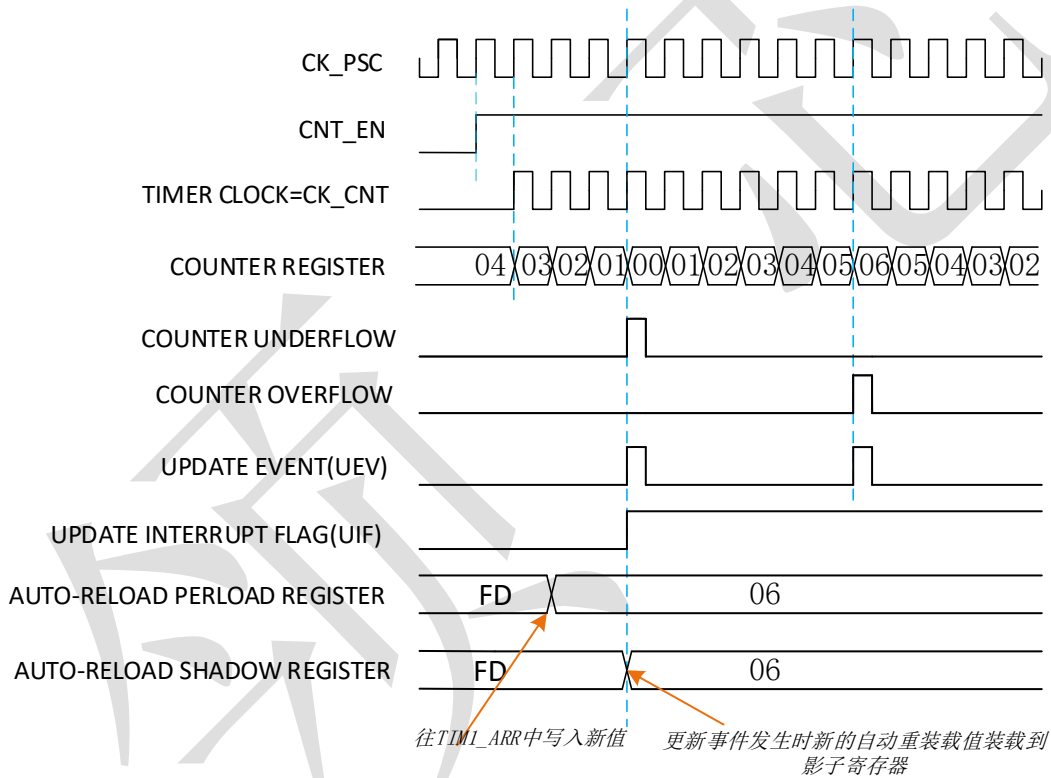 CK_PSC
CNT_EN
TIMER CLOCK=CK_CNT
COUNTER REGISTER 04 03 02 01 00 01 02 03 04 05 06 05 04 03 02
COUNTER UNDERFLOW
COUNTER OVERFLOW
UPDATE EVENT(UEV)
UPDATE INTERRUPT FLAG(UIF)
AUTO-RELOAD PERLOAD REGISTER FD 06
AUTO-RELOAD SHADOW REGISTER FD 06
往TIM1_ARR中写入新值 更新事件发生时新的自动重装载值装载到
影子寄存器